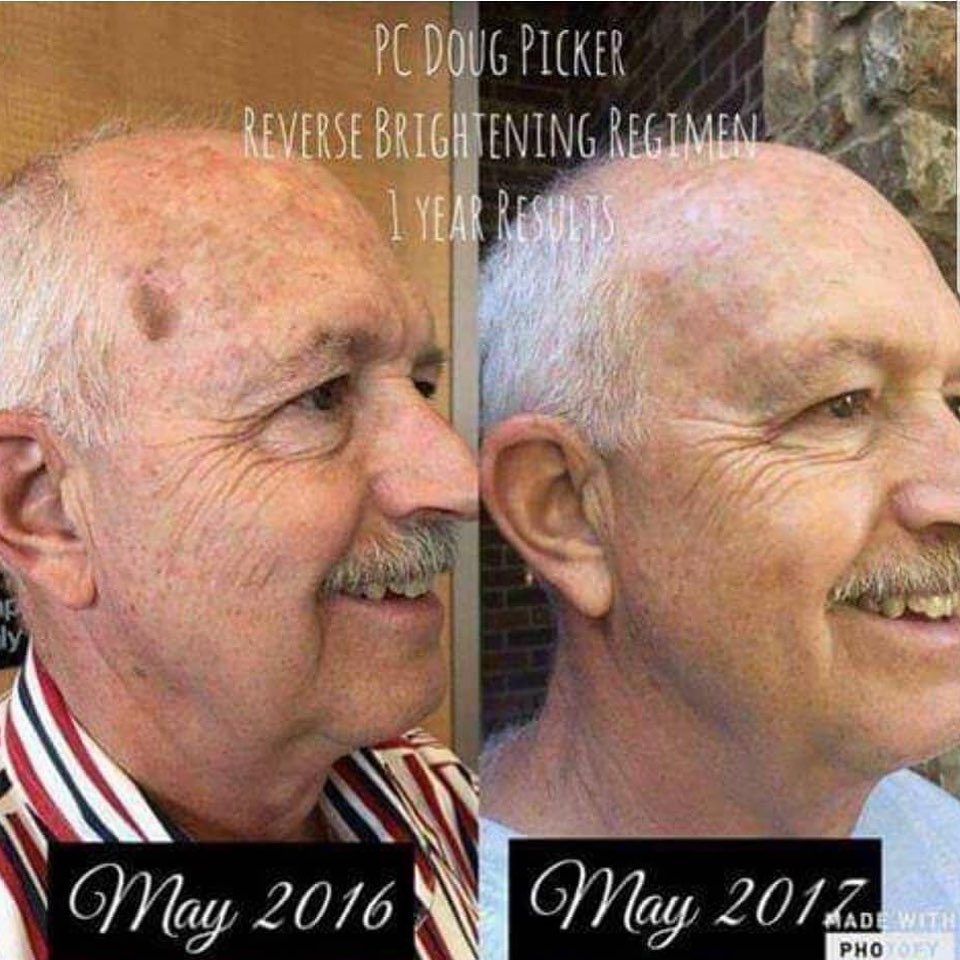 PC DOUG PICKER
REVERSE BRIGHTENING REGIMEN
1 YEAR RESULTS
May 2016
May 2017
MADE WITH
PHOTOFY